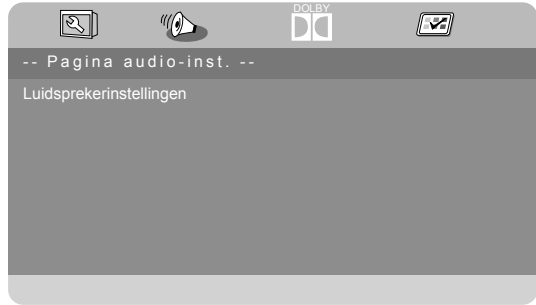 DOLBY
-- Pagina audio-inst. --
Luidsprekerinstellingen